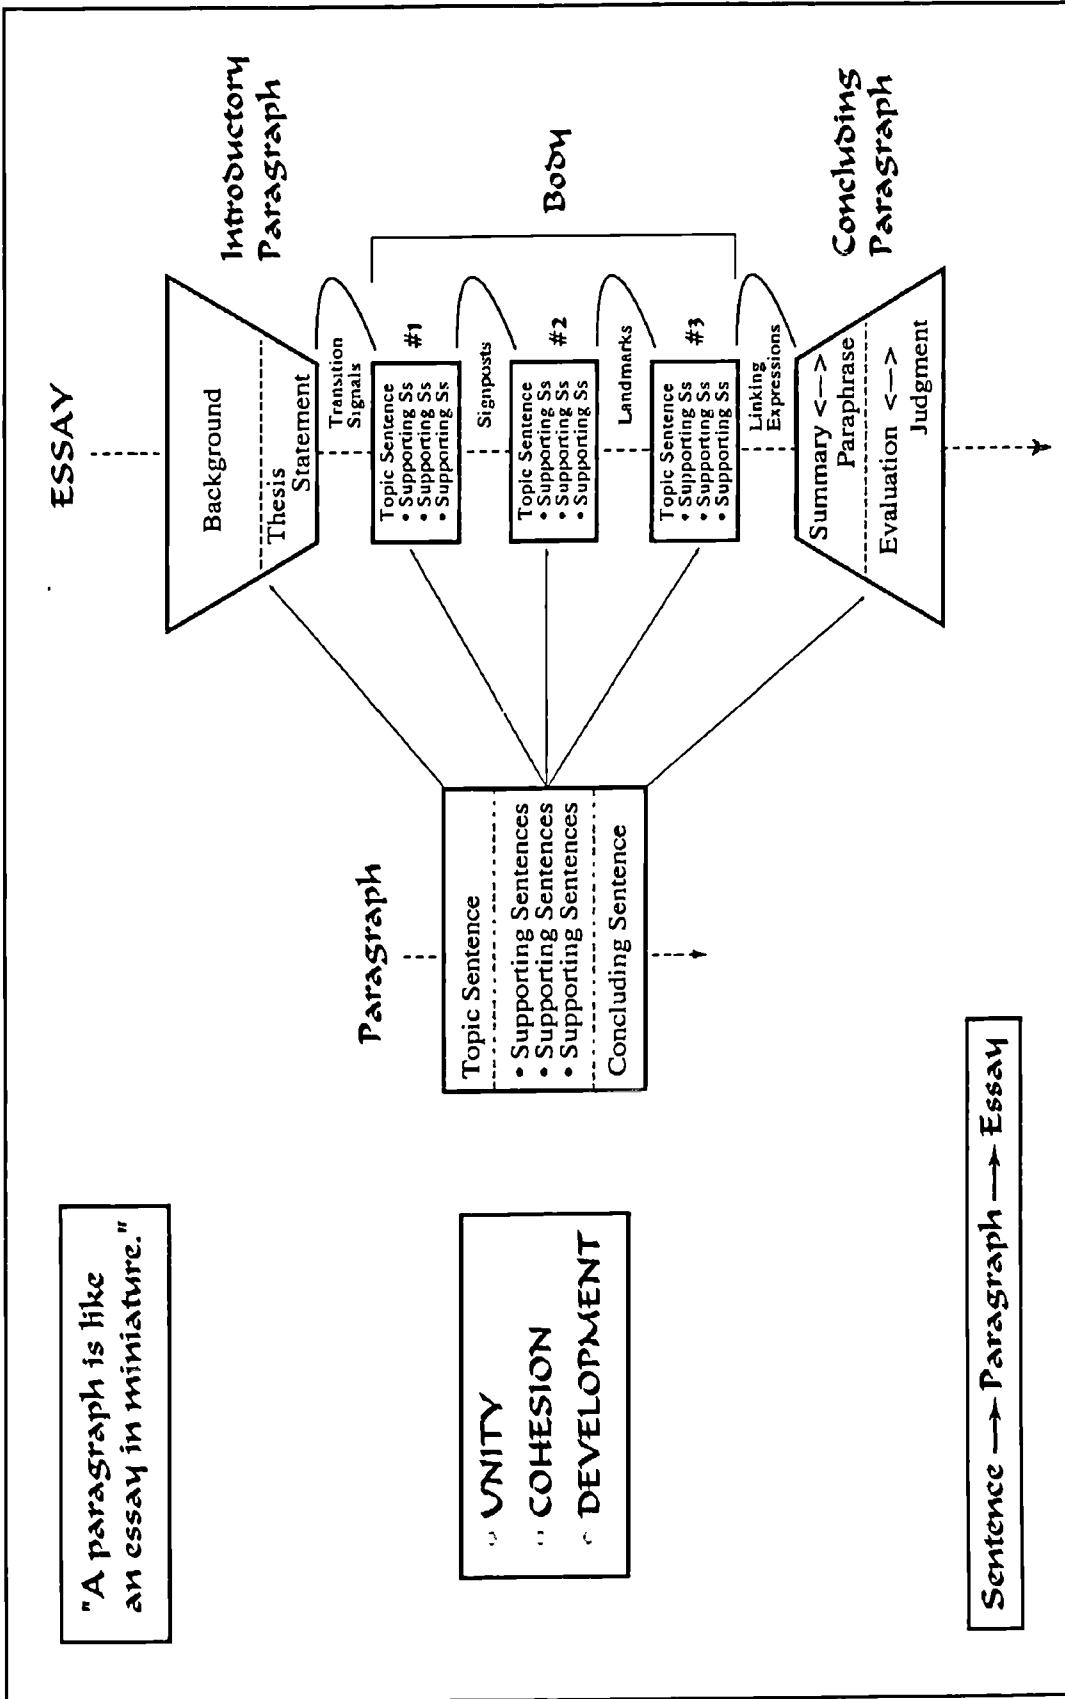 "A paragraph is like
an essay in miniature."
UNITY
COHESION
DEVELOPMENT
Sentence → Paragraph → Essay
Paragraph
Topic Sentence
• Supporting Sentences
• Supporting Sentences
• Supporting Sentences
Concluding Sentence
ESSAY
Background
Thesis
Statement
Introductory
Paragraph
Transition
Signals
Topic Sentence
• Supporting Ss
• Supporting Ss
• Supporting Ss
#1
Signposts
Topic Sentence
• Supporting Ss
• Supporting Ss
• Supporting Ss
#2
Body
Landmarks
Topic Sentence
• Supporting Ss
• Supporting Ss
• Supporting Ss
#3
Linking
Expressions
Summary <-->
Paraphrase
Evaluation <-->
Judgment
Concluding
Paragraph